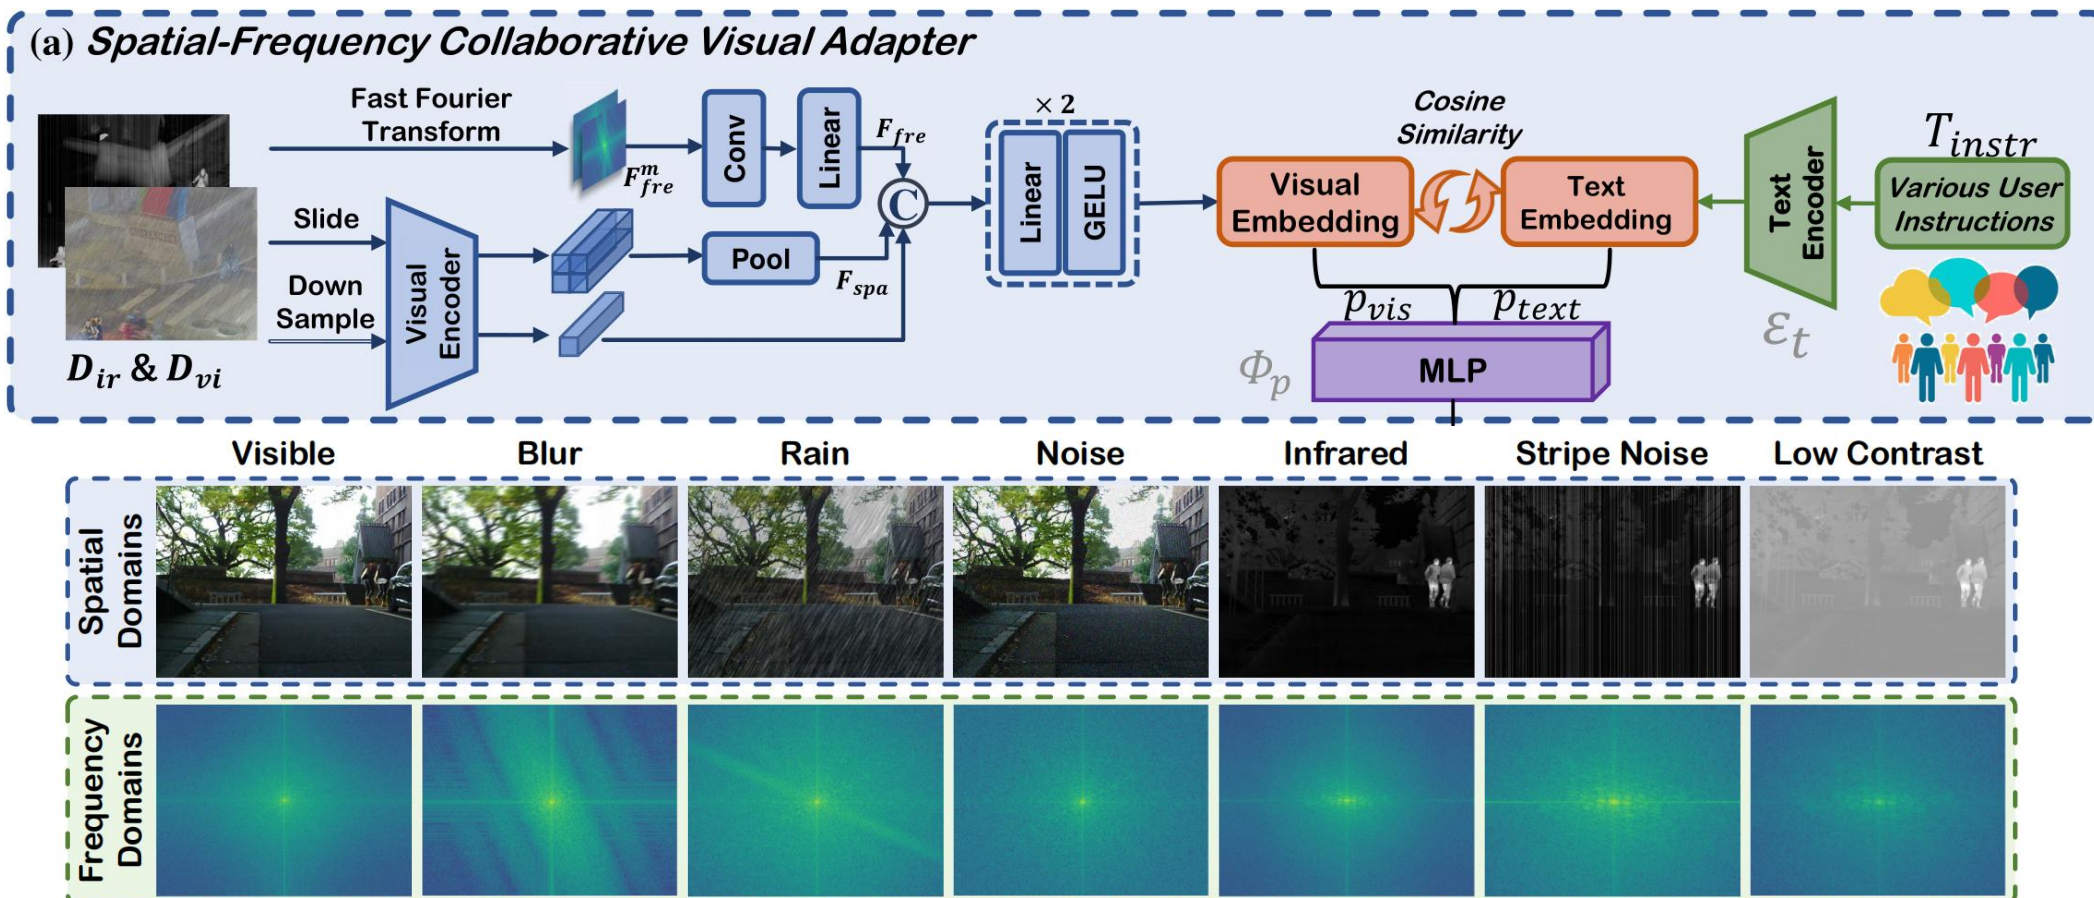 (a) Spatial-Frequency Collaborative Visual Adapter
Fast Fourier
Transform
F^m_fre
Conv
Linear
F_fre
C
× 2
Linear
GELU
Cosine
Similarity
Visual
Embedding
Text
Embedding
Text
Encoder
T_instr
Various User
Instructions
Slide
Down
Sample
Visual
Encoder
Pool
F_spa
D_ir & D_vi
p_vis
p_text
Φ_p
MLP
ε_t
Visible
Blur
Rain
Noise
Infrared
Stripe Noise
Low Contrast
Spatial
Domains
Frequency
Domains